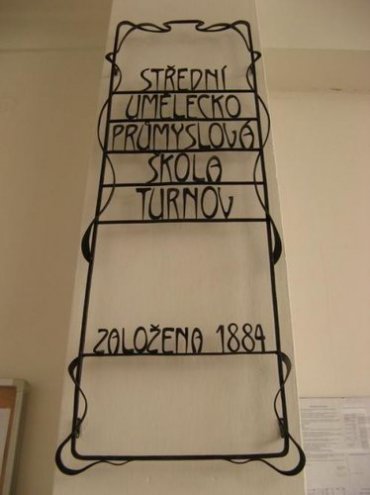 STŘEDNÍ
UMĚLECKO
PRŮMYSLOVÁ
ŠKOLA
TURNOV
ZALOŽENA 1884